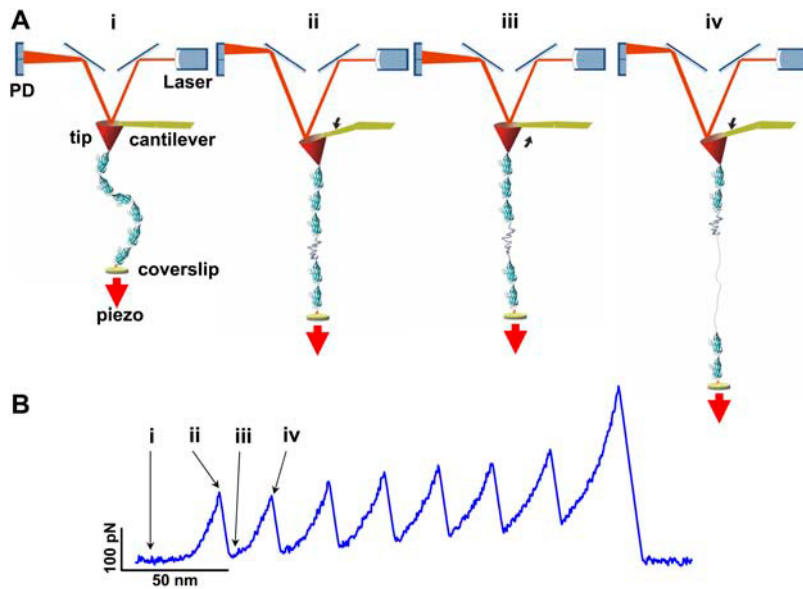 A
i
ii
iii
iv
PD
Laser
tip
cantilever
coverslip
piezo
B
i
ii
iii
iv
100 pN
50 nm